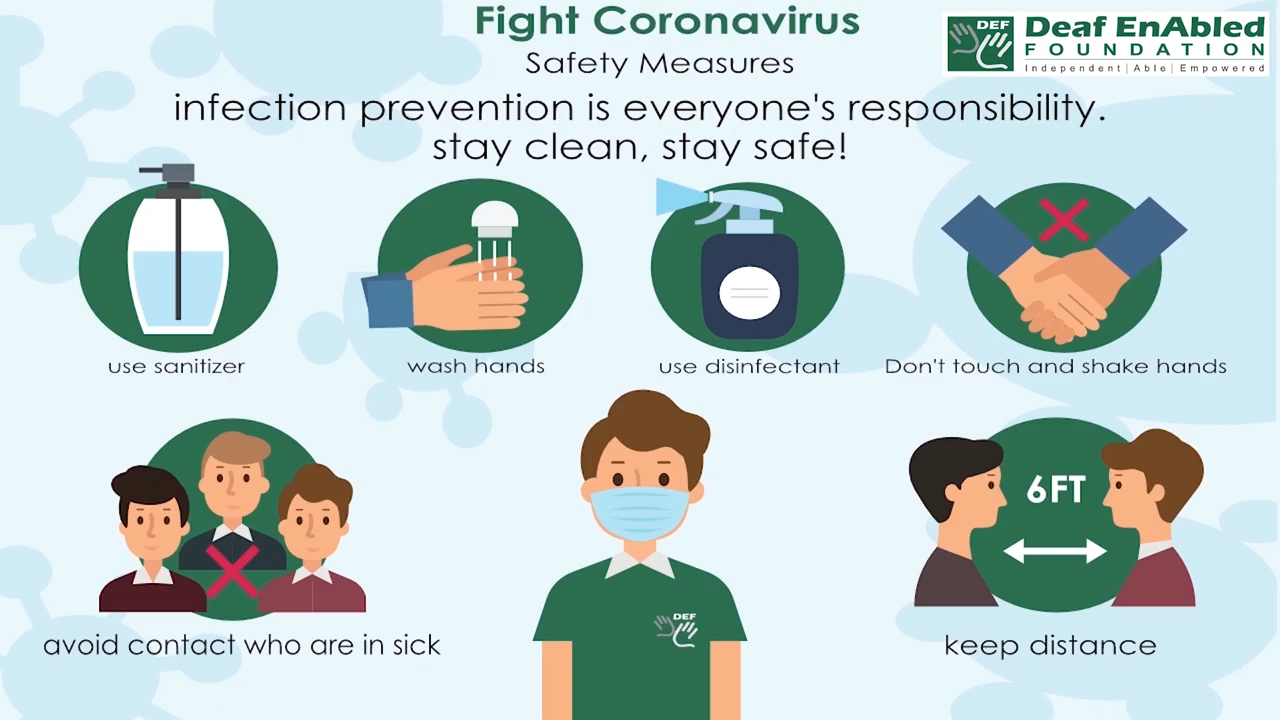 Fight Coronavirus
Safety Measures
DEF
Deaf EnAbled
FOUNDATION
Independent | Able | Empowered
infection prevention is everyone's responsibility.
stay clean, stay safe!
use sanitizer
wash hands
use disinfectant
Don't touch and shake hands
6FT
DEF
avoid contact who are in sick
keep distance